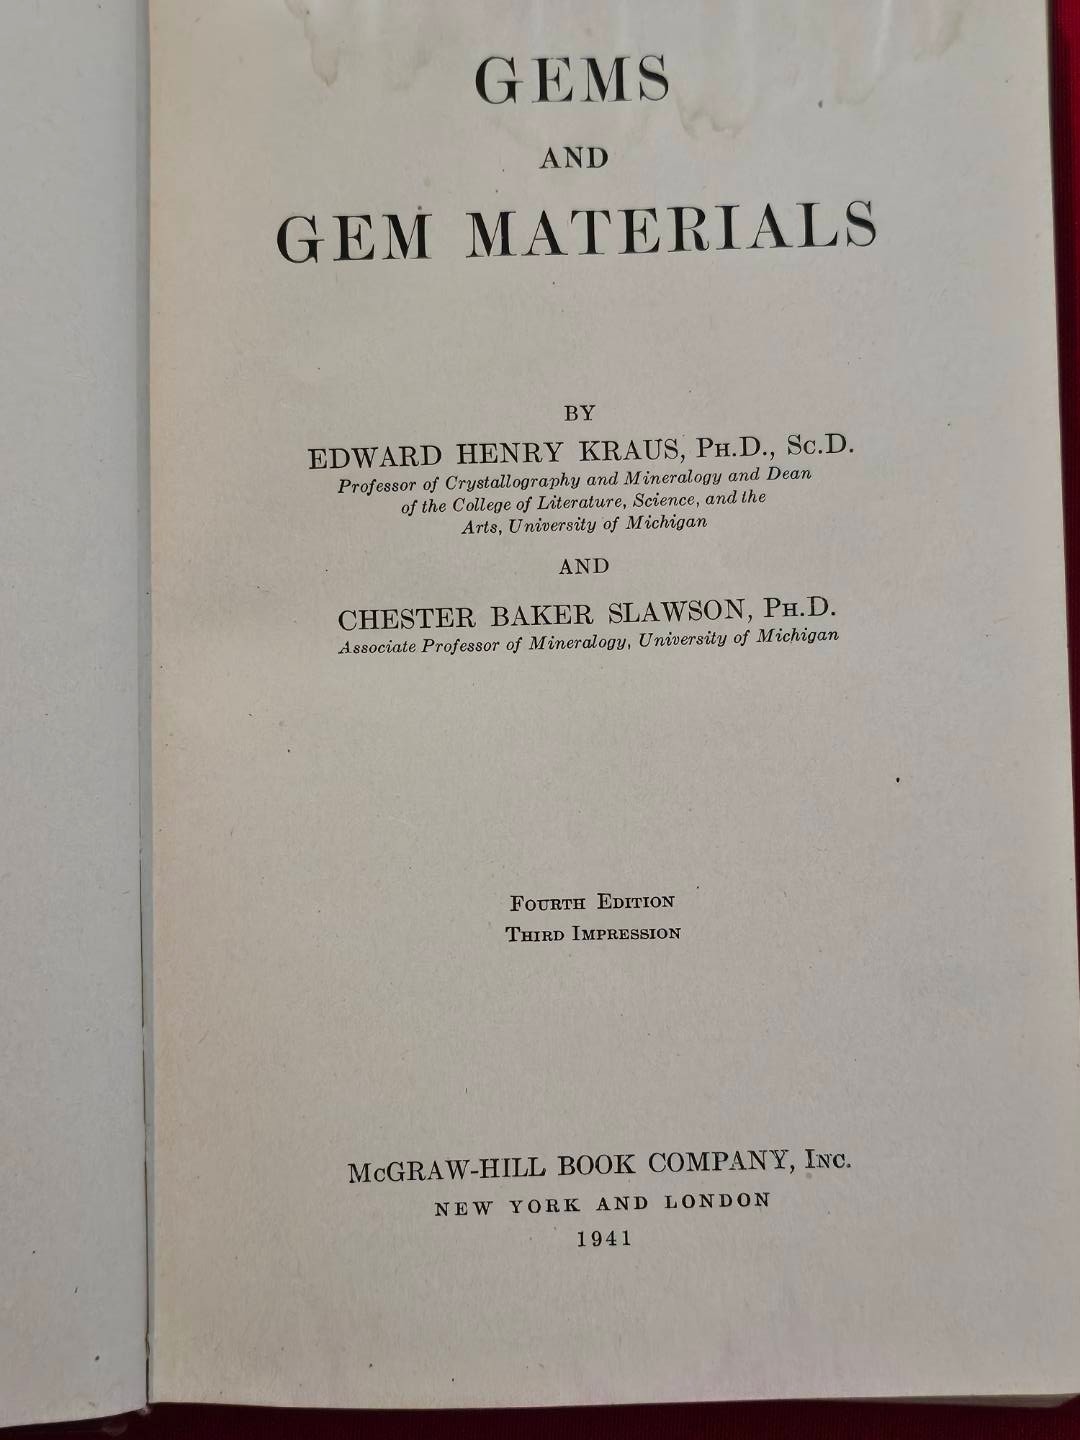 GEMS
AND
GEM MATERIALS
BY
EDWARD HENRY KRAUS, PH.D., SC.D.
Professor of Crystallography and Mineralogy and Dean
of the College of Literature, Science, and the
Arts, University of Michigan
AND
CHESTER BAKER SLAWSON, PH.D.
Associate Professor of Mineralogy, University of Michigan
FOURTH EDITION
THIRD IMPRESSION
McGRAW-HILL BOOK COMPANY, INC.
NEW YORK AND LONDON
1941